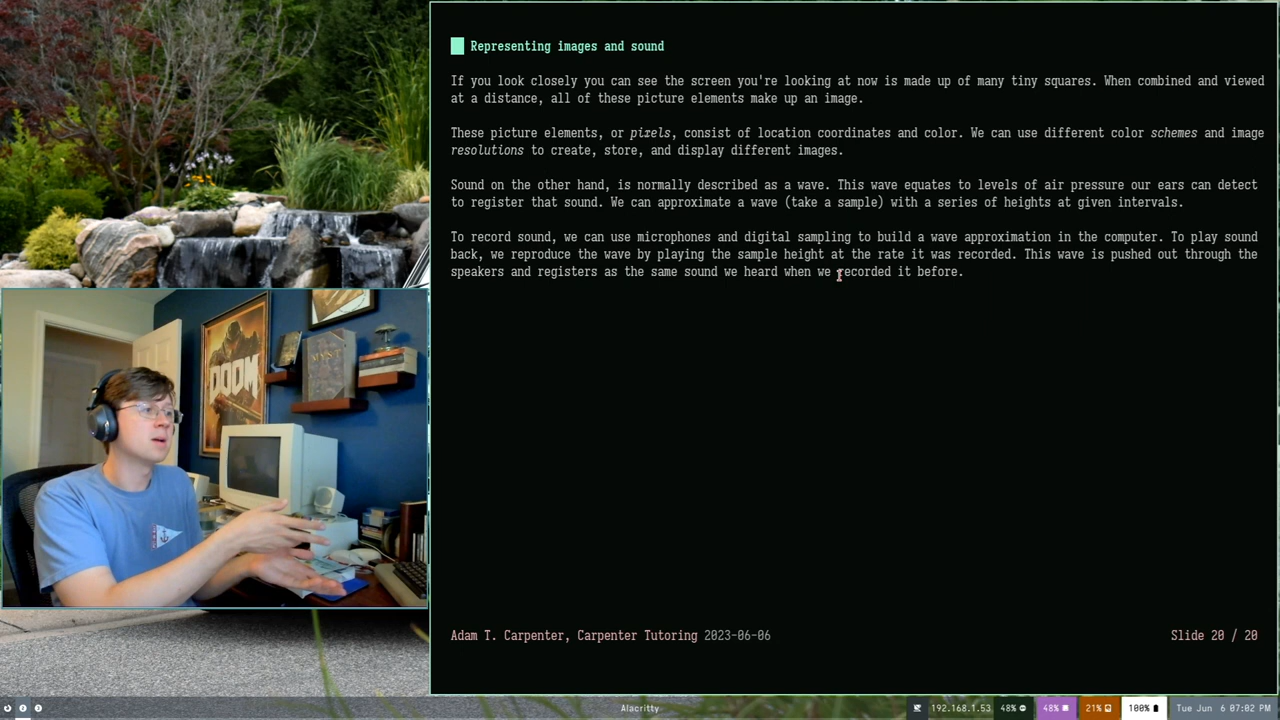 Representing images and sound
If you look closely you can see the screen you're looking at now is made up of many tiny squares. When combined and viewed
at a distance, all of these picture elements make up an image.
These picture elements, or pixels, consist of location coordinates and color. We can use different color schemes and image
resolutions to create, store, and display different images.
Sound on the other hand, is normally described as a wave. This wave equates to levels of air pressure our ears can detect
to register that sound. We can approximate a wave (take a sample) with a series of heights at given intervals.
To record sound, we can use microphones and digital sampling to build a wave approximation in the computer. To play sound
back, we reproduce the wave by playing the sample height at the rate it was recorded. This wave is pushed out through the
speakers and registers as the same sound we heard when we recorded it before.
DOOM
MYST
Adam T. Carpenter, Carpenter Tutoring 2023-06-06
Slide 20 / 20
Alacritty
192.168.1.53
48%
48%
21%
100%
Tue Jun 6 07:02 PM